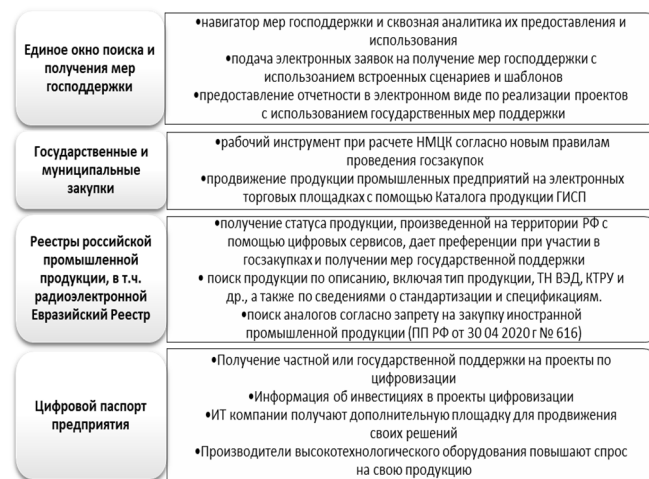 Единое окно поиска и
получения мер
господдержки
•навигатор мер господдержки и сквозная аналитика их предоставления и
использования
•подача электронных заявок на получение мер господдержки с
использоанием встроенных сценариев и шаблонов
•предоставление отчетности в электронном виде по реализации проектов
с использованием государственных мер поддержки
Государственные и
муниципальные
закупки
•рабочий инструмент при расчете НМЦК согласно новым правилам
проведения госзакупок
•продвижение продукции промышленных предприятий на электронных
торговых площадках с помощью Каталога продукции ГИСП
Реестры российской
промышленной
продукции, в т.ч.
радиоэлектронной
Евразийский Реестр
•получение статуса продукции, произведенной на территории РФ с
помощью цифровых сервисов, дает преференции при участии в
госзакупках и получении мер государственной поддержки
• поиск продукции по описанию, включая тип продукции, ТН ВЭД, КТРУ и
др., а также по сведениями о стандартизации и спецификациям.
•поиск аналогов согласно запрету на закупку иностранной
промышленной продукции (ПП РФ от 30 04 2020 г № 616)
Цифровой паспорт
предприятия
•Получение частной или государственной поддержки на проекты по
цифровизации
•Информация об инвестициях в проекты цифровизации
•ИТ компании получают дополнительную площадку для продвижения
своих решений
•Производители высокотехнологического оборудования повышают спрос
на свою продукцию